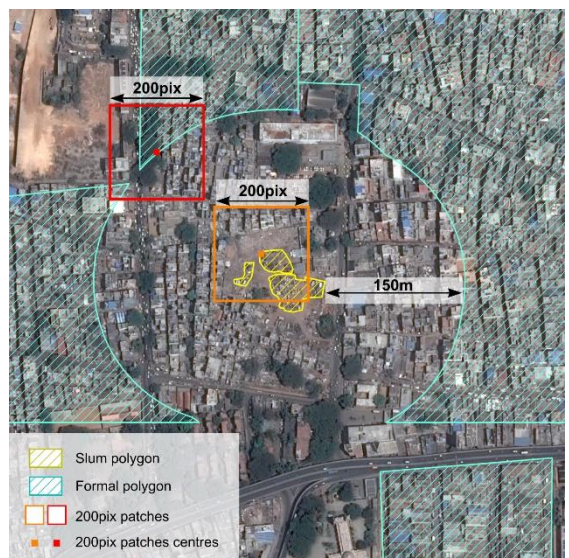 200pix
200pix
150m
Slum polygon
Formal polygon
200pix patches
200pix patches centres